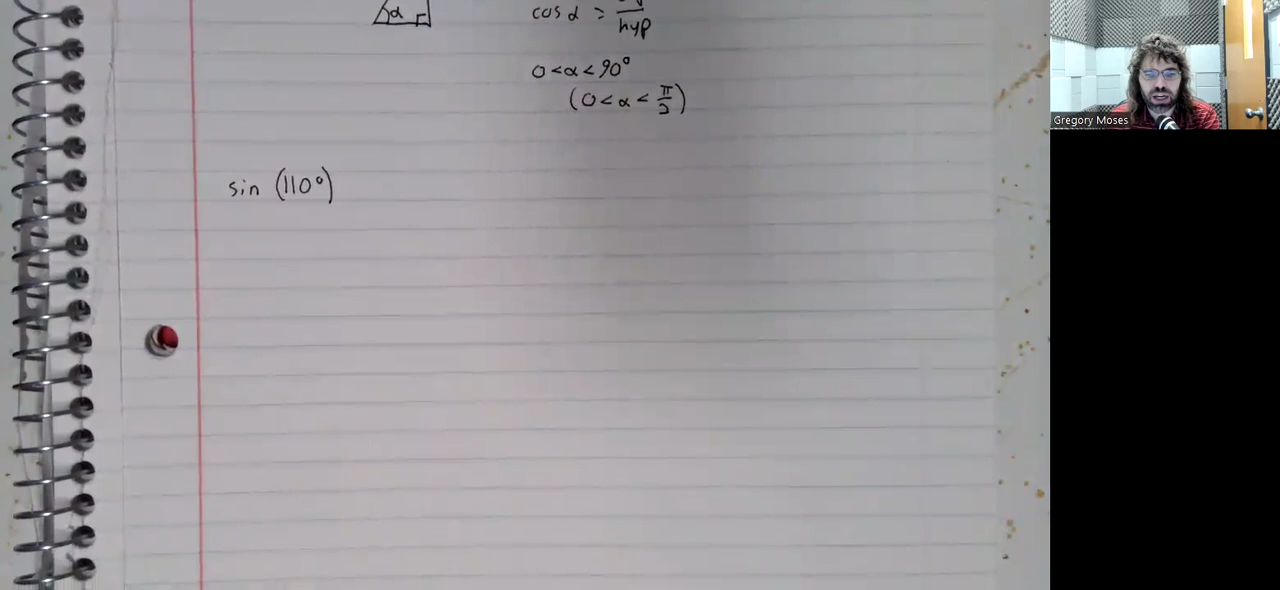 α
cos α =
hyp
0 < α < 90°
(0 < α < π/2)
sin (110°)
Gregory Moses